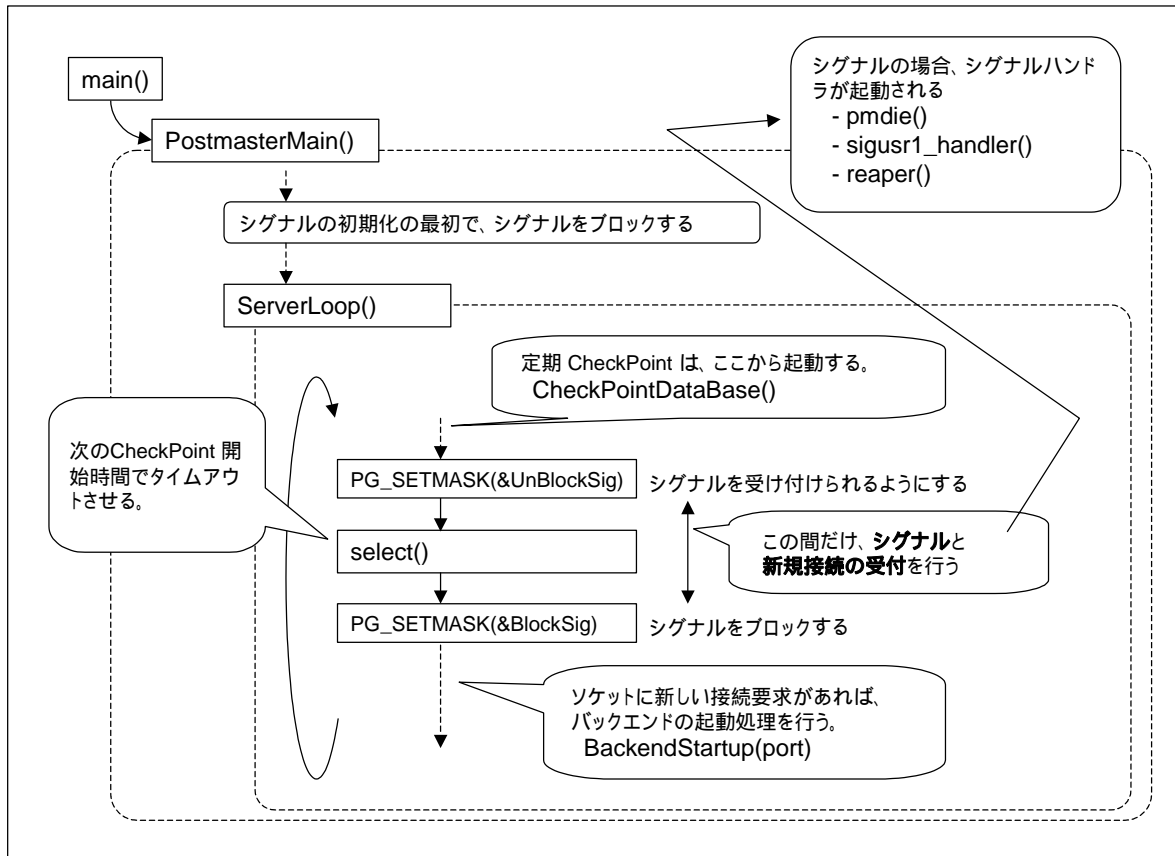 main()
PostmasterMain()
シグナルの場合、シグナルハンド
ラが起動される
- pmdie()
- sigusr1_handler()
- reaper()
シグナルの初期化の最初で、シグナルをブロックする
ServerLoop()
定期 CheckPoint は、ここから起動する。
CheckPointDataBase()
次のCheckPoint 開
始時間でタイムアウ
トさせる。
PG_SETMASK(&UnBlockSig)
シグナルを受け付けられるようにする
select()
この間だけ、シグナルと
新規接続の受付を行う
PG_SETMASK(&BlockSig)
シグナルをブロックする
ソケットに新しい接続要求があれば、
バックエンドの起動処理を行う。
BackendStartup(port)